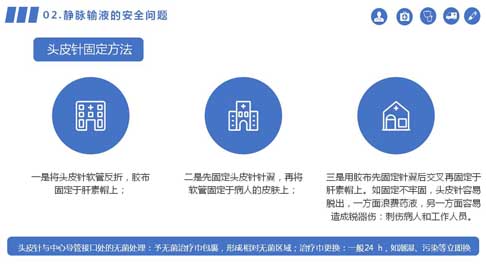 02.静脉输液的安全问题
头皮针固定方法
一是将头皮针软管反折，胶布
固定于肝素帽上；
二是先固定头皮针针翼，再将
软管固定于病人的皮肤上；
三是用胶布先固定针翼后交叉再固定于
肝素帽上。如固定不牢固，头皮针容易
脱出，一方面浪费药液，另一方面容易
造成锐器伤：刺伤病人和工作人员。
头皮针与中心导管接口处的无菌处理：予无菌治疗巾包裹，形成相对无菌区域；治疗巾更换：一般24 h，如潮湿、污染等立即换